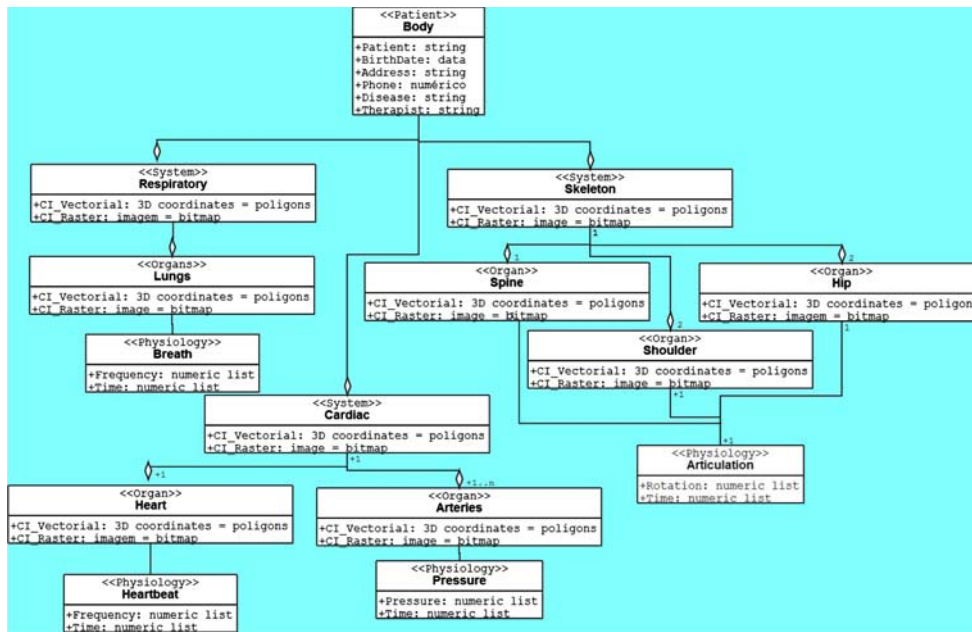 <<Patient>>
Body
+Patient: string
+BirthDate: data
+Address: string
+Phone: numérico
+Disease: string
+Therapist: string
<<System>>
Respiratory
+CI_Vectorial: 3D coordinates = poligons
+CI_Raster: imagem = bitmap
<<System>>
Skeleton
+CI_Vectorial: 3D coordinates = poligons
+CI_Raster: image = bitmap
1
<<Organs>>
Lungs
+CI_Vectorial: 3D coordinates = poligons
+CI_Raster: image = bitmap
1
<<Organ>>
Spine
+CI_Vectorial: 3D coordinates = poligons
+CI_Raster: image = bitmap
1
2
<<Organ>>
Hip
+CI_Vectorial: 3D coordinates = poligons
+CI_Raster: imagem = bitmap
1
<<Physiology>>
Breath
+Frequency: numeric list
+Time: numeric list
2
<<Organ>>
Shoulder
+CI_Vectorial: 3D coordinates = poligons
+CI_Raster: image = bitmap
+1
<<System>>
Cardiac
+CI_Vectorial: 3D coordinates = poligons
+CI_Raster: image = bitmap
+1
+1
<<Physiology>>
Articulation
+Rotation: numeric list
+Time: numeric list
+1
<<Organ>>
Heart
+CI_Vectorial: 3D coordinates = poligons
+CI_Raster: imagem = bitmap
+1..n
<<Organ>>
Arteries
+CI_Vectorial: 3D coordinates = poligons
+CI_Raster: image = bitmap
<<Physiology>>
Heartbeat
+Frequency: numeric list
+Time: numeric list
<<Physiology>>
Pressure
+Pressure: numeric list
+Time: numeric list